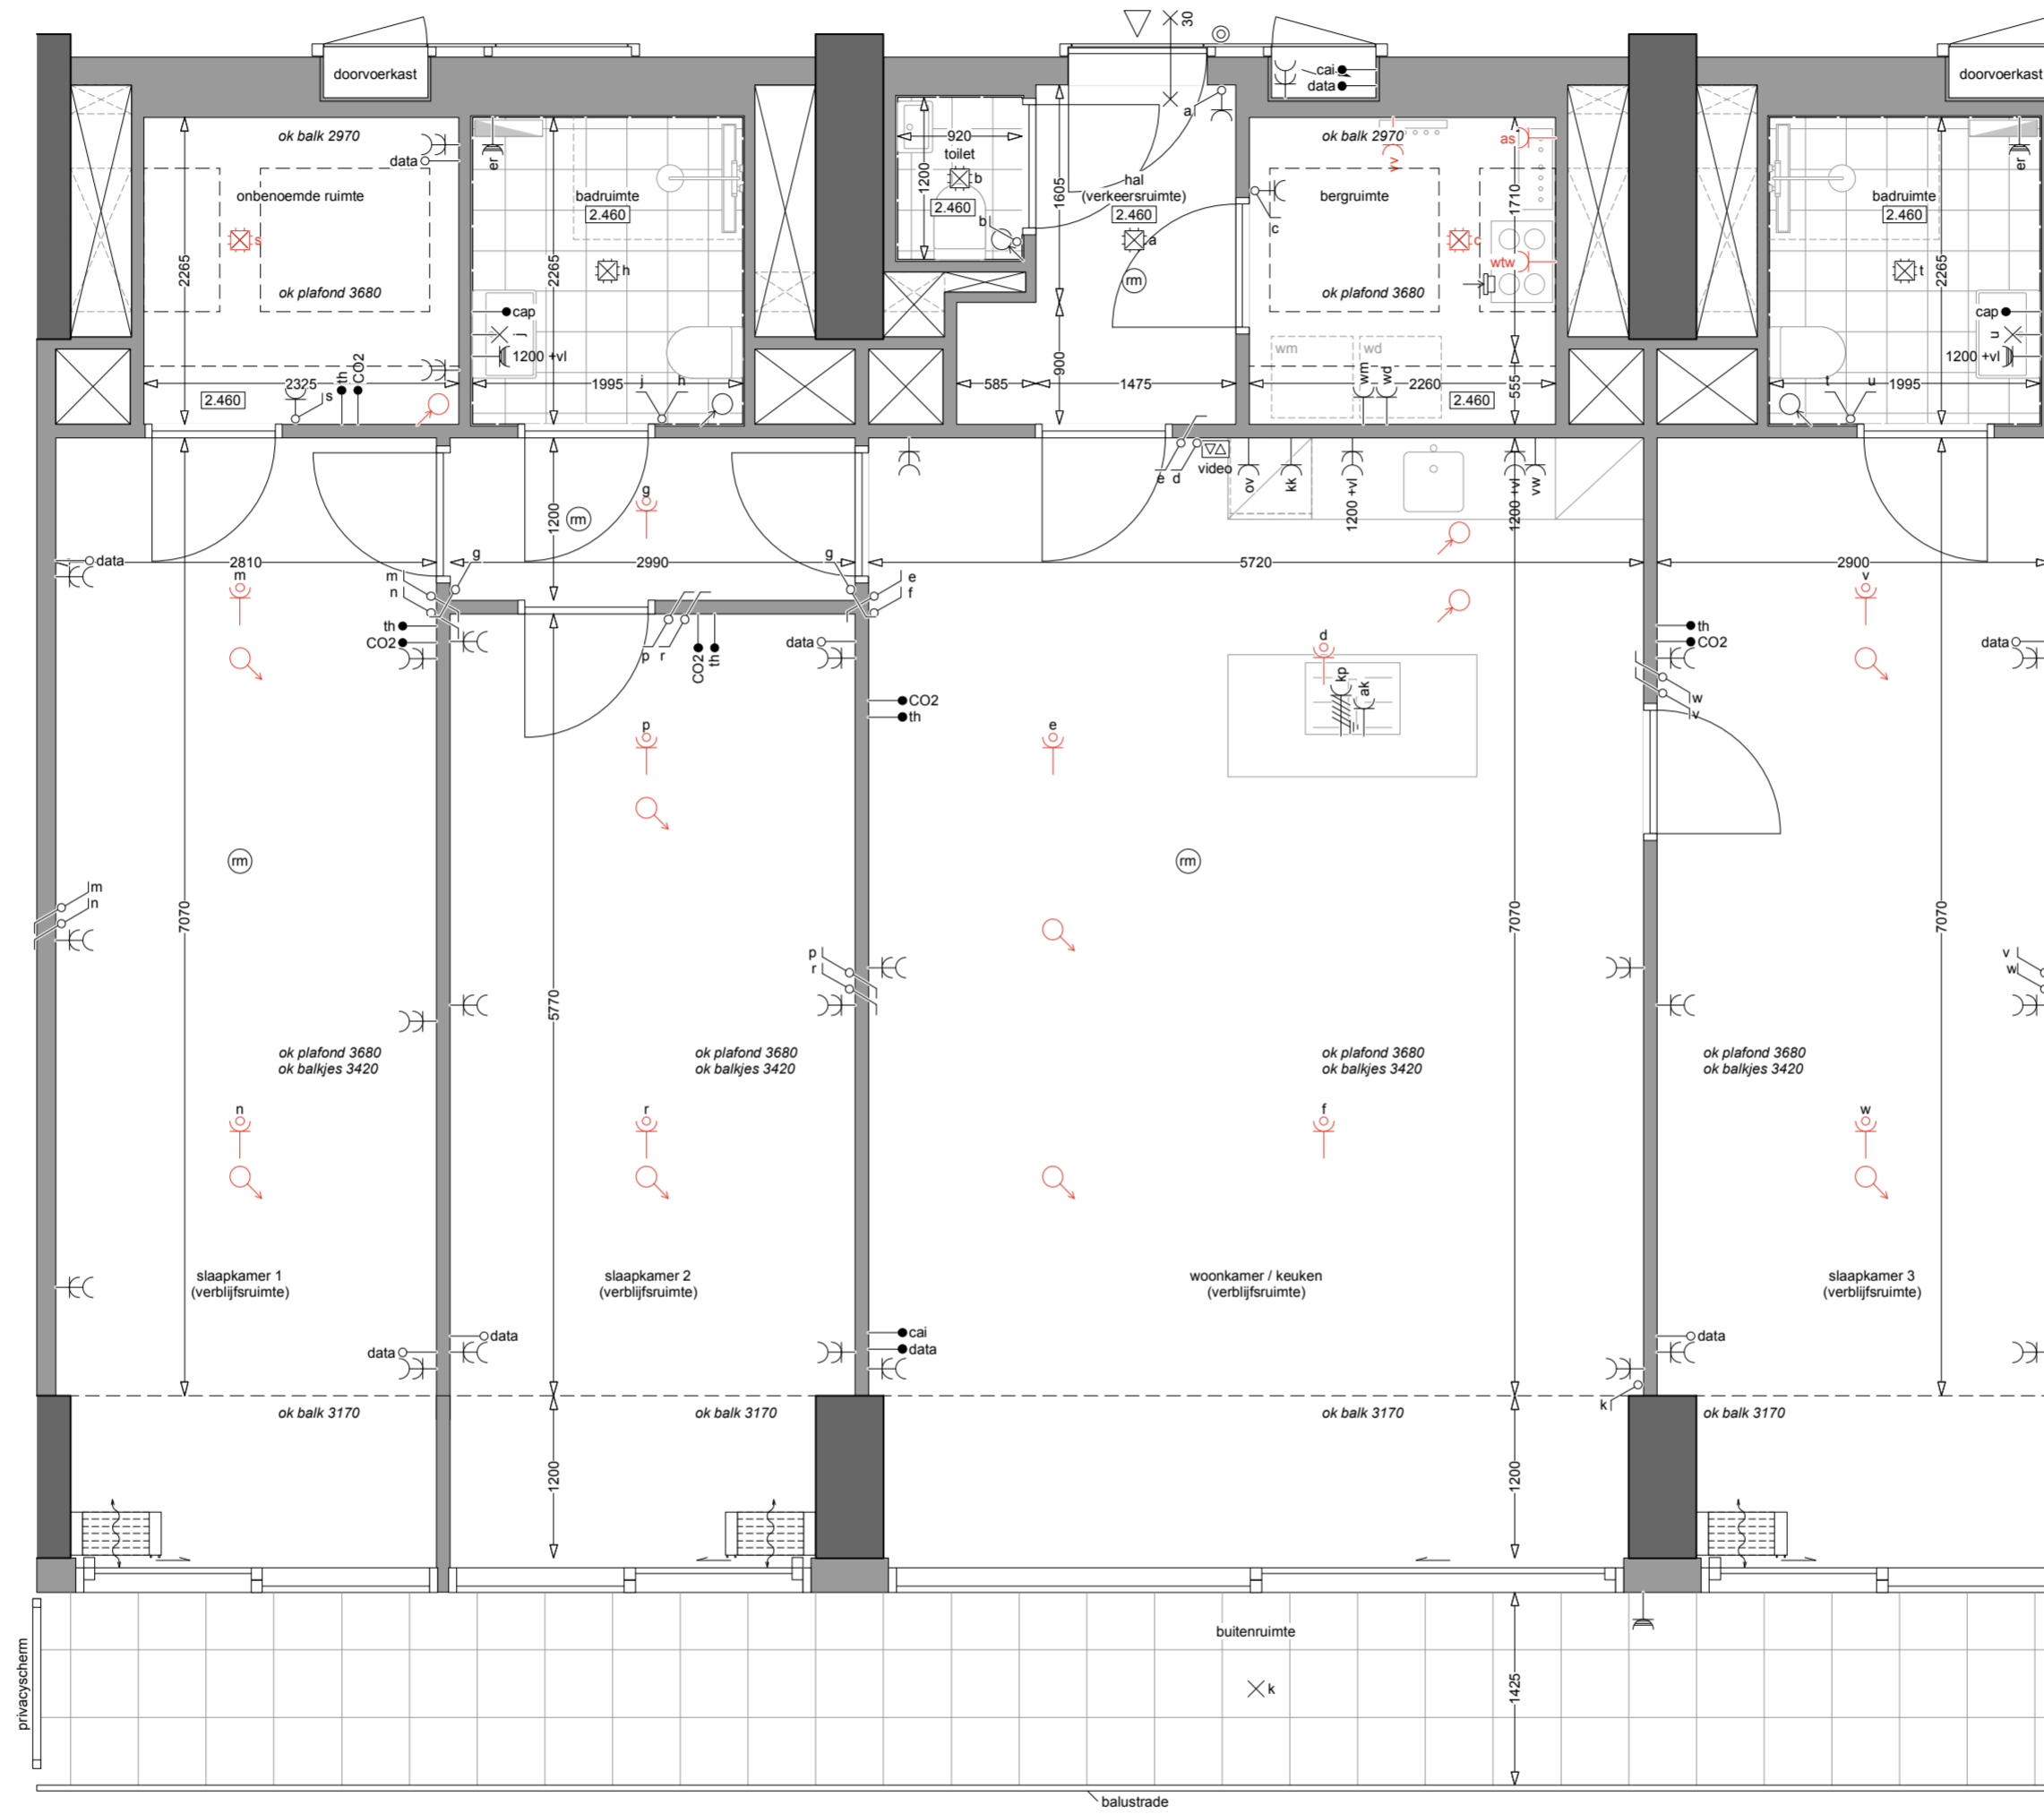 30
doorvoerkast
cai
data
doorvoerkast
a
ok balk 2970
data
er
920
toilet
b
1200
2.460
b
1605
hal
(verkeersruimte)
2.460
a
rm
ok balk 2970
vv
as
1710
c
bergruimte
c
wtw
ok plafond 3680
er
onbenoemde ruimte
s
2265
ok plafond 3680
badruimte
2.460
2265
h
cap
j
1200 +vl
badruimte
2.460
t
2265
cap
u
1200 +vl
wm
wd
900
2325
th
CO2
2.460
s
1995
j
h
585
1475
wm
wd
2260
555
2.460
t
u
1995
e
d
video
ov
kk
1200 +vl
1200 +vl
vw
g
rm
1200
data
2810
g
2990
g
5720
2900
m
m
n
e
f
v
th
CO2
p
r
CO2
th
data
d
kp
ak
th
CO2
data
w
v
CO2
th
p
e
rm
rm
m
n
7070
7070
7070
p
r
v
w
5770
ok plafond 3680
ok balkjes 3420
ok plafond 3680
ok balkjes 3420
ok plafond 3680
ok balkjes 3420
ok plafond 3680
ok balkjes 3420
n
r
f
w
slaapkamer 1
(verblijfsruimte)
slaapkamer 2
(verblijfsruimte)
woonkamer / keuken
(verblijfsruimte)
slaapkamer 3
(verblijfsruimte)
data
data
cai
data
data
k
ok balk 3170
ok balk 3170
ok balk 3170
ok balk 3170
1200
1200
buitenruimte
privacyscherm
k
1425
balustrade